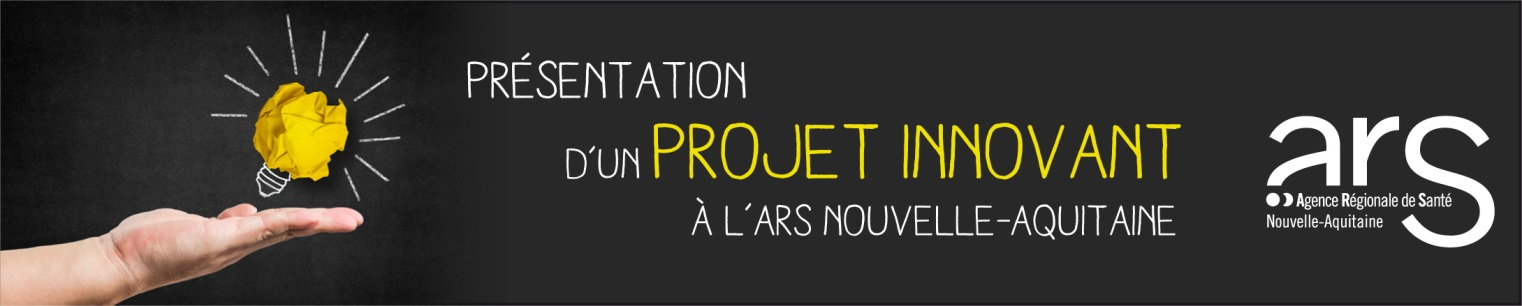 PRÉSENTATION
D'UN PROJET INNOVANT
À L'ARS NOUVELLE-AQUITAINE
ars
Agence Régionale de Santé
Nouvelle-Aquitaine